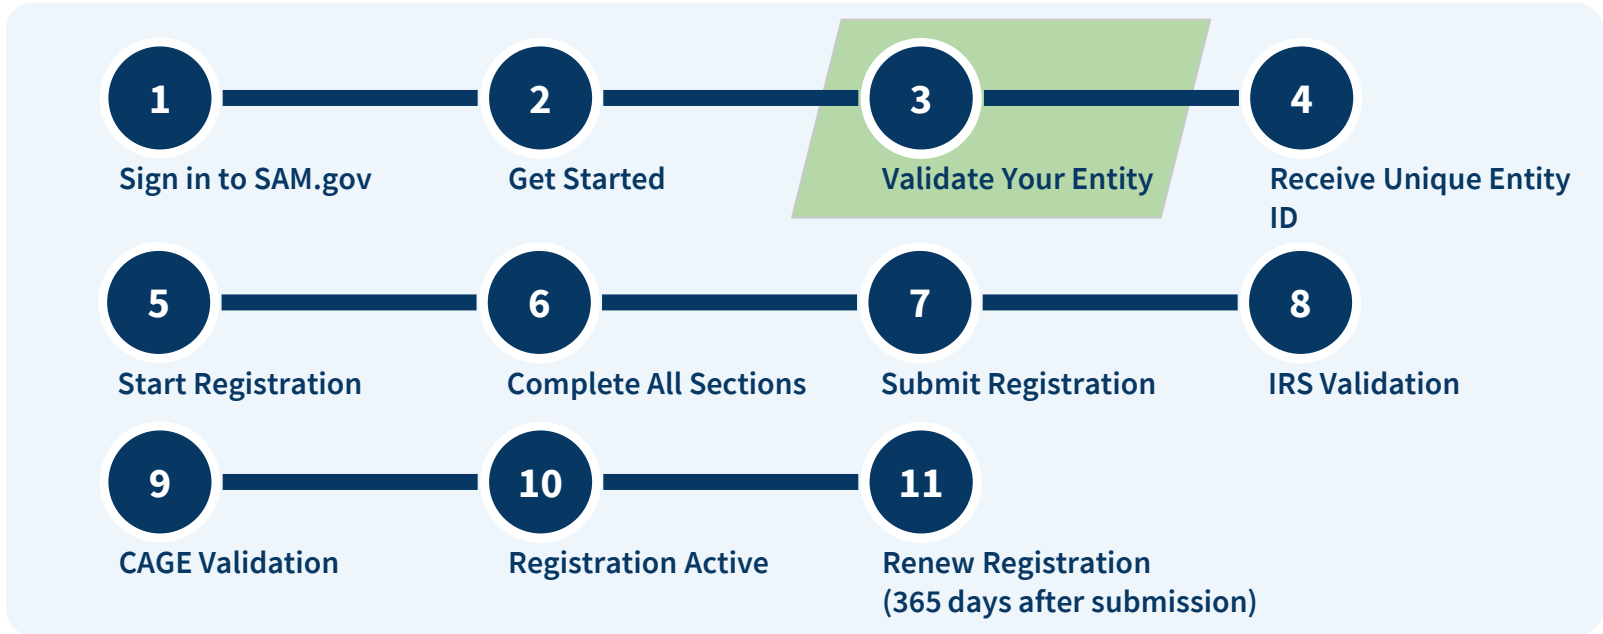 1
2
3
4
Sign in to SAM.gov
Get Started
Validate Your Entity
Receive Unique Entity
ID
5
6
7
8
Start Registration
Complete All Sections
Submit Registration
IRS Validation
9
10
11
CAGE Validation
Registration Active
Renew Registration
(365 days after submission)